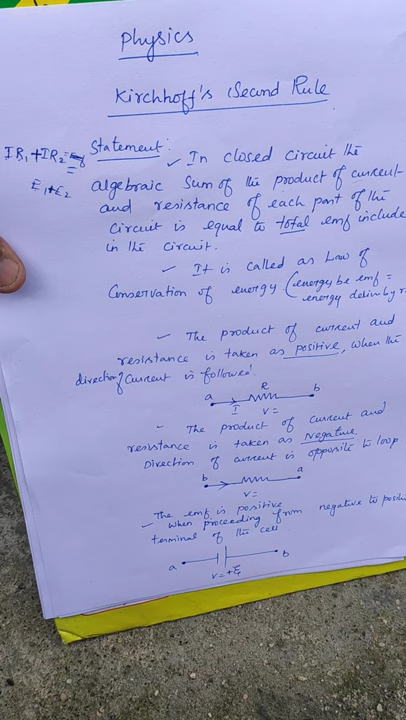 Physics
Kirchhoff's Second Rule
IR₁+IR₂ =
E₁+E₂
Statement:
✓ In closed circuit the
algebraic Sum of the product of current
and resistance of each part of the
circuit is equal to total emf include
in the circuit.
✓ It is called as Law of
Conservation of energy (energy be emf =
energy delin by r
– The product of current and
resistance is taken as positive, when the
direction of current is followed.
a R b
I V =
– The product of current and
resistance is taken as Negative
Direction of current is opposite to loop
b a
V =
The emf is positive
– When proceeding from negative to positi
terminal of the cell
a b
V = +E